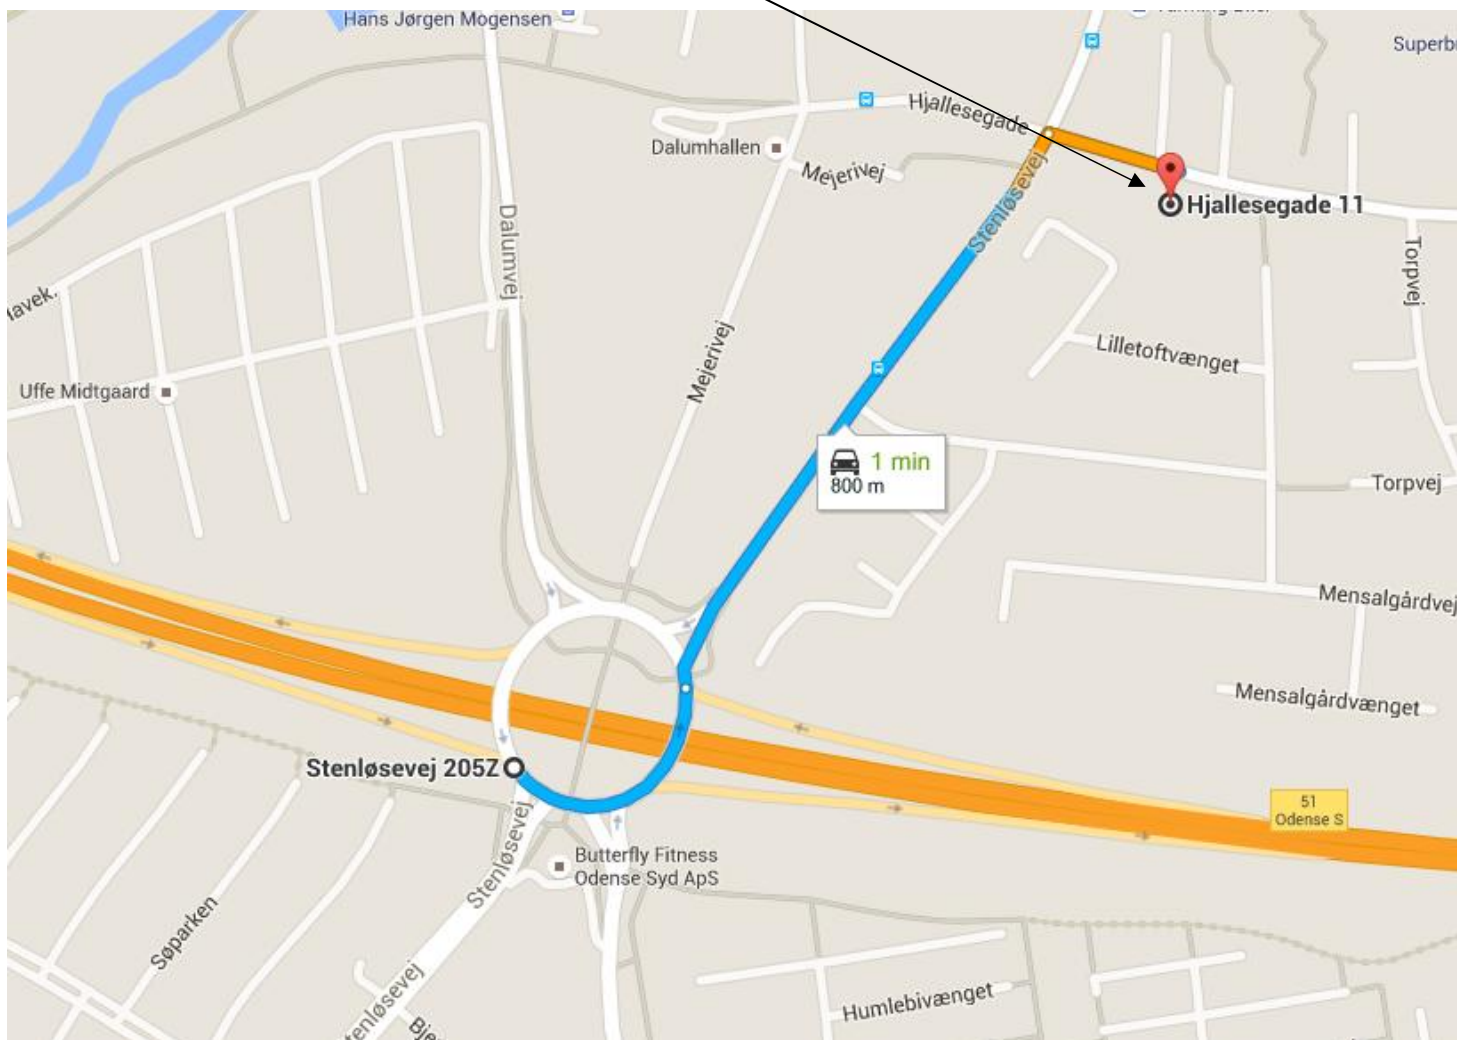 Hans Jørgen Mogensen
Hjallesegade
Dalumhallen
Mejerivej
Stenløsevej
Hjallesegade 11
Dalumvej
Torpvej
Mejerivej
Lilletoftvænget
Uffe Midtgaard
1 min
800 m
Torpvej
Mensalgårdvej
Mensalgårdvænget
Stenløsevej 205Z
51
Odense S
Stenløsevej
Butterfly Fitness
Odense Syd ApS
Søparken
Humlebivænget